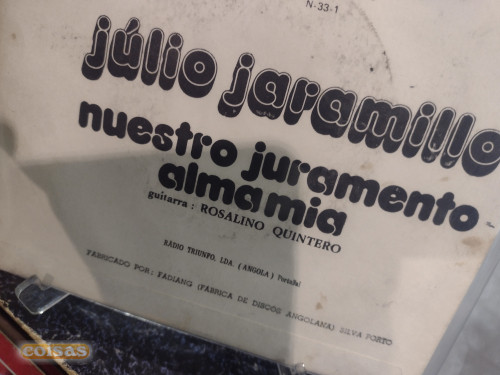 N-33-1
júlio jaramillo
nuestro juramento
alma mia
guitarra : ROSALINO QUINTERO
RÁDIO TRIUNFO, LDA. ( ANGOLA )
FABRICADO POR: FADIANG (FABRICA DE DISCOS ANGOLANA) SILVA PORTO
coisas